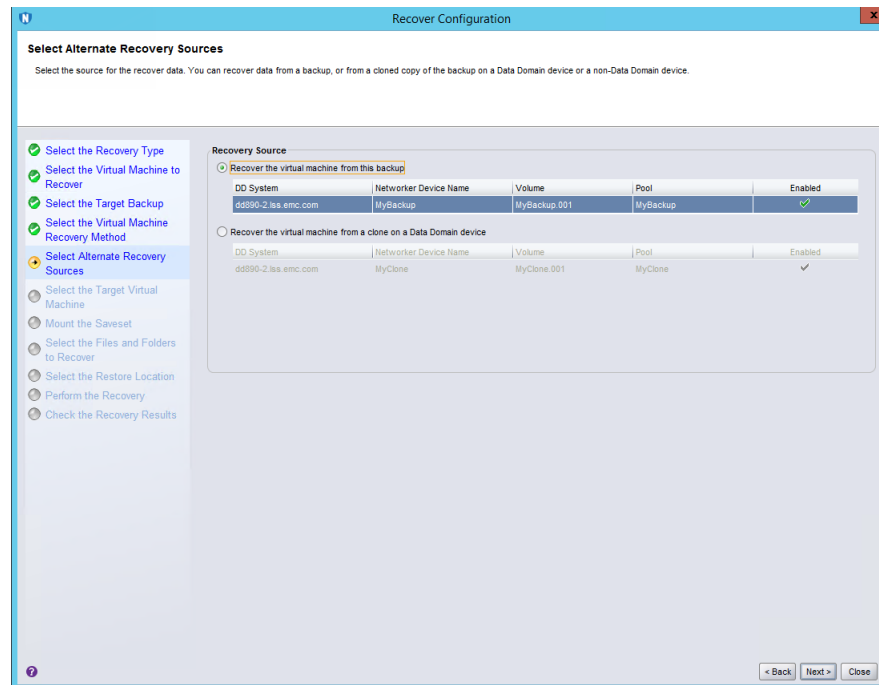 N
Recover Configuration
x
Select Alternate Recovery Sources
Select the source for the recover data. You can recover data from a backup, or from a cloned copy of the backup on a Data Domain device or a non-Data Domain device.
Select the Recovery Type
Select the Virtual Machine to
Recover
Select the Target Backup
Select the Virtual Machine
Recovery Method
Select Alternate Recovery
Sources
Select the Target Virtual
Machine
Mount the Saveset
Select the Files and Folders
to Recover
Select the Restore Location
Perform the Recovery
Check the Recovery Results
Recovery Source
Recover the virtual machine from this backup
DD System Networker Device Name Volume Pool Enabled
dd890-2.lss.emc.com MyBackup MyBackup.001 MyBackup
Recover the virtual machine from a clone on a Data Domain device
DD System Networker Device Name Volume Pool Enabled
dd890-2.lss.emc.com MyClone MyClone.001 MyClone
?
< Back Next > Close